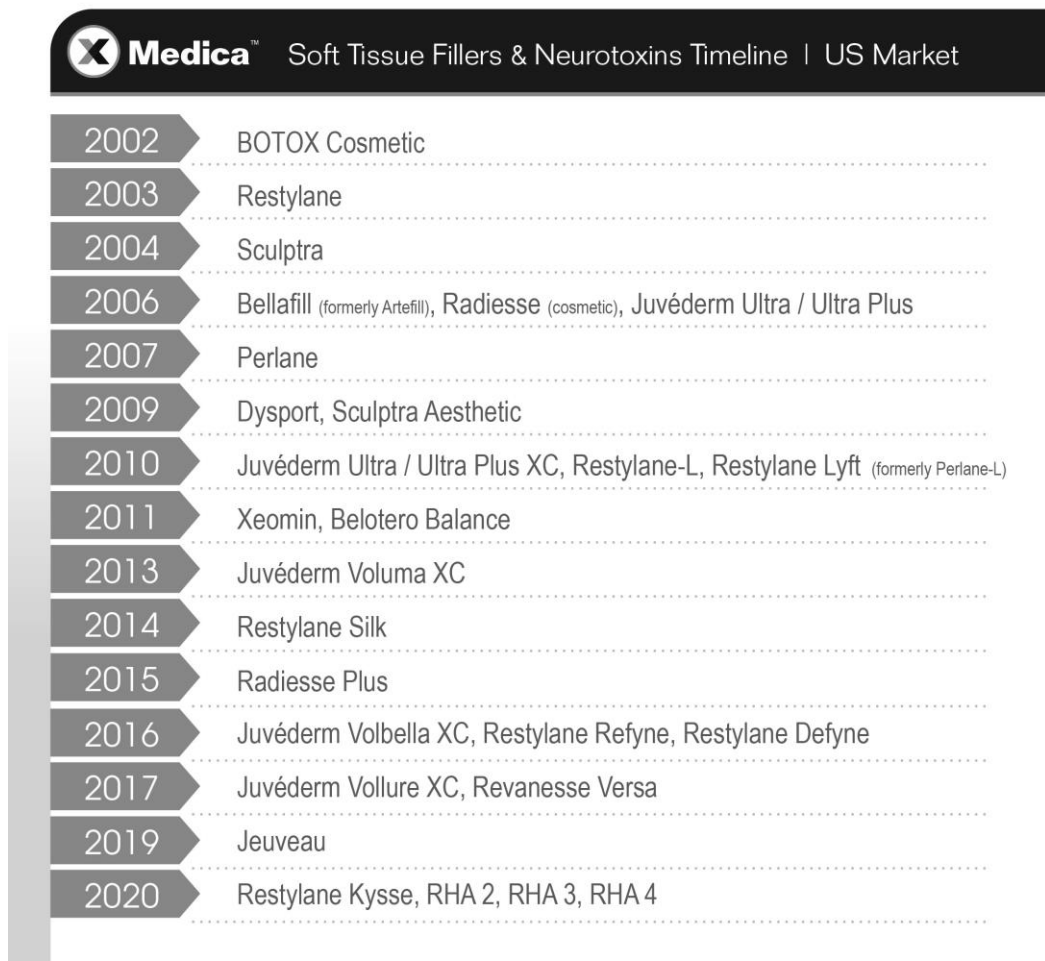 X Medica™ Soft Tissue Fillers & Neurotoxins Timeline | US Market
2002 BOTOX Cosmetic
2003 Restylane
2004 Sculptra
2006 Bellafill (formerly Artefill), Radiesse (cosmetic), Juvéderm Ultra / Ultra Plus
2007 Perlane
2009 Dysport, Sculptra Aesthetic
2010 Juvéderm Ultra / Ultra Plus XC, Restylane-L, Restylane Lyft (formerly Perlane-L)
2011 Xeomin, Belotero Balance
2013 Juvéderm Voluma XC
2014 Restylane Silk
2015 Radiesse Plus
2016 Juvéderm Volbella XC, Restylane Refyne, Restylane Defyne
2017 Juvéderm Vollure XC, Revanesse Versa
2019 Jeuveau
2020 Restylane Kysse, RHA 2, RHA 3, RHA 4